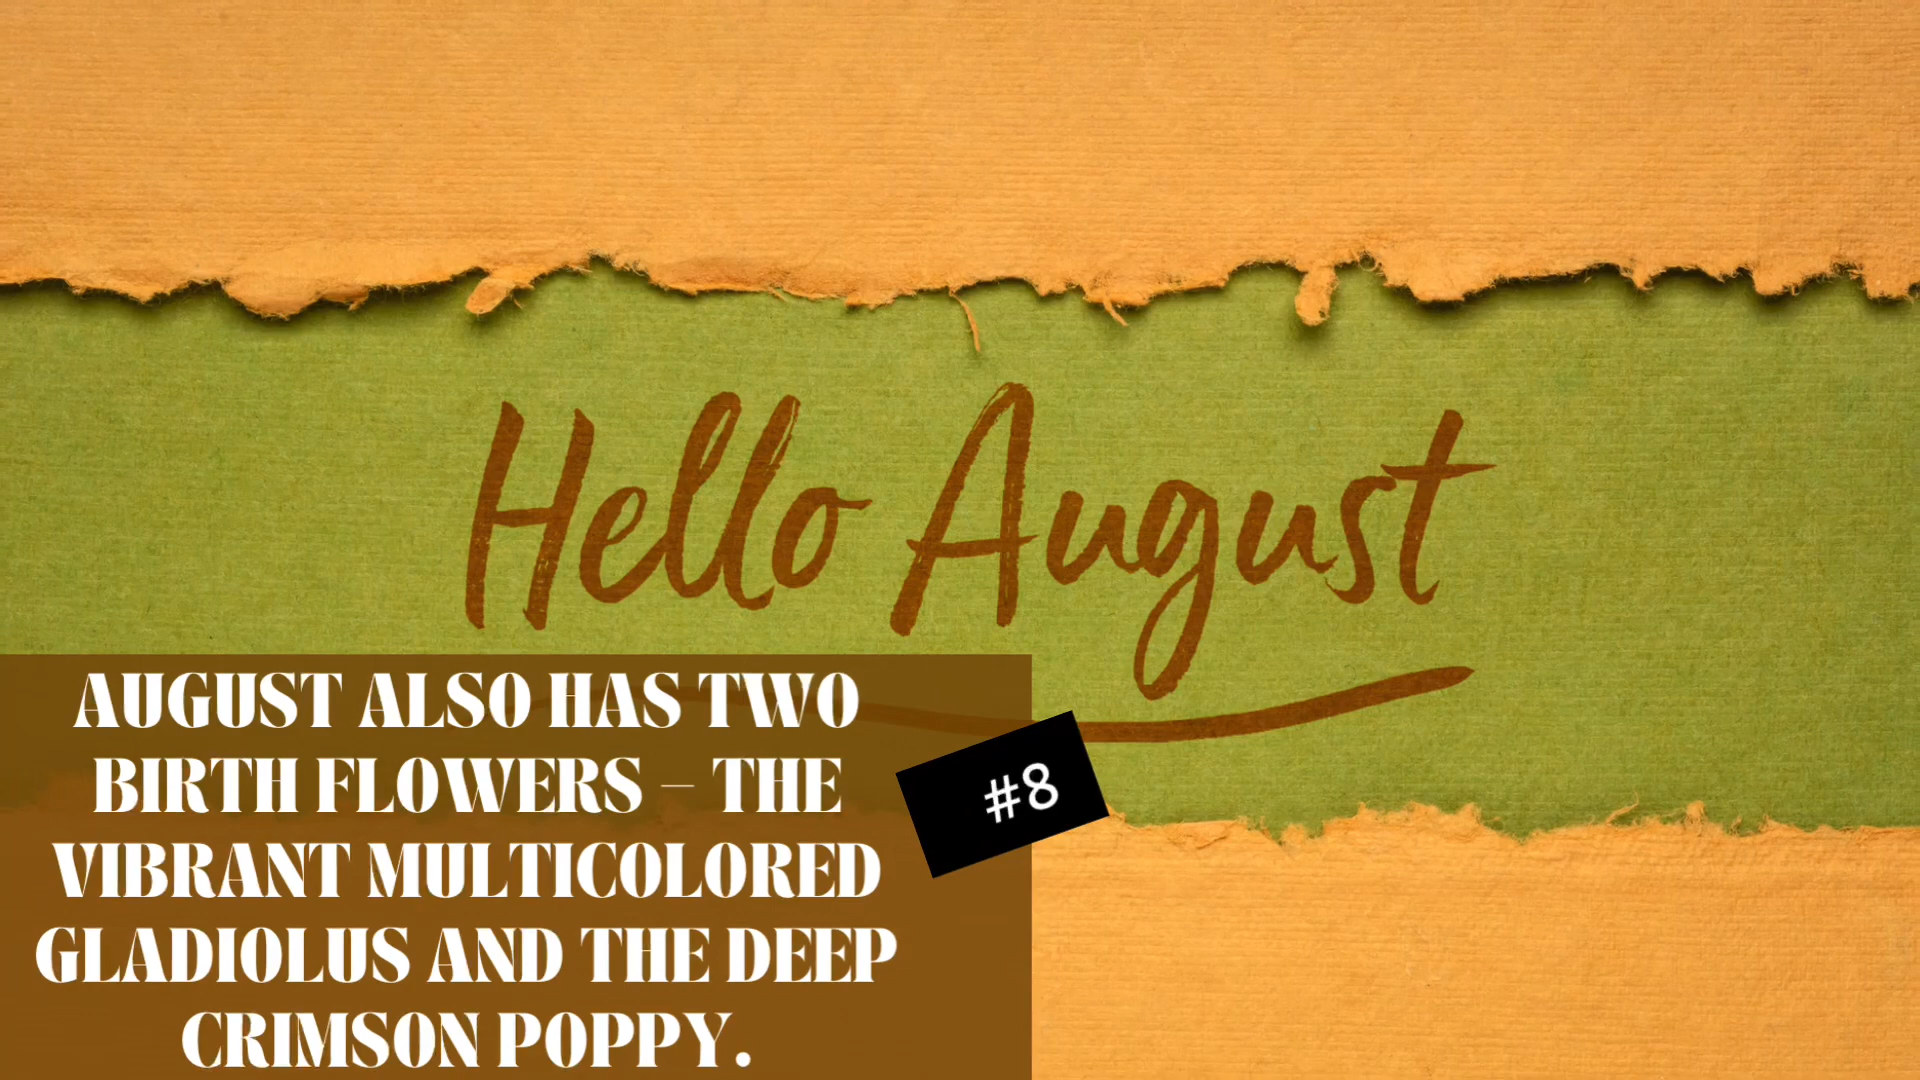 Hello August
AUGUST ALSO HAS TWO
BIRTH FLOWERS – THE
VIBRANT MULTICOLORED
GLADIOLUS AND THE DEEP
CRIMSON POPPY.
#8